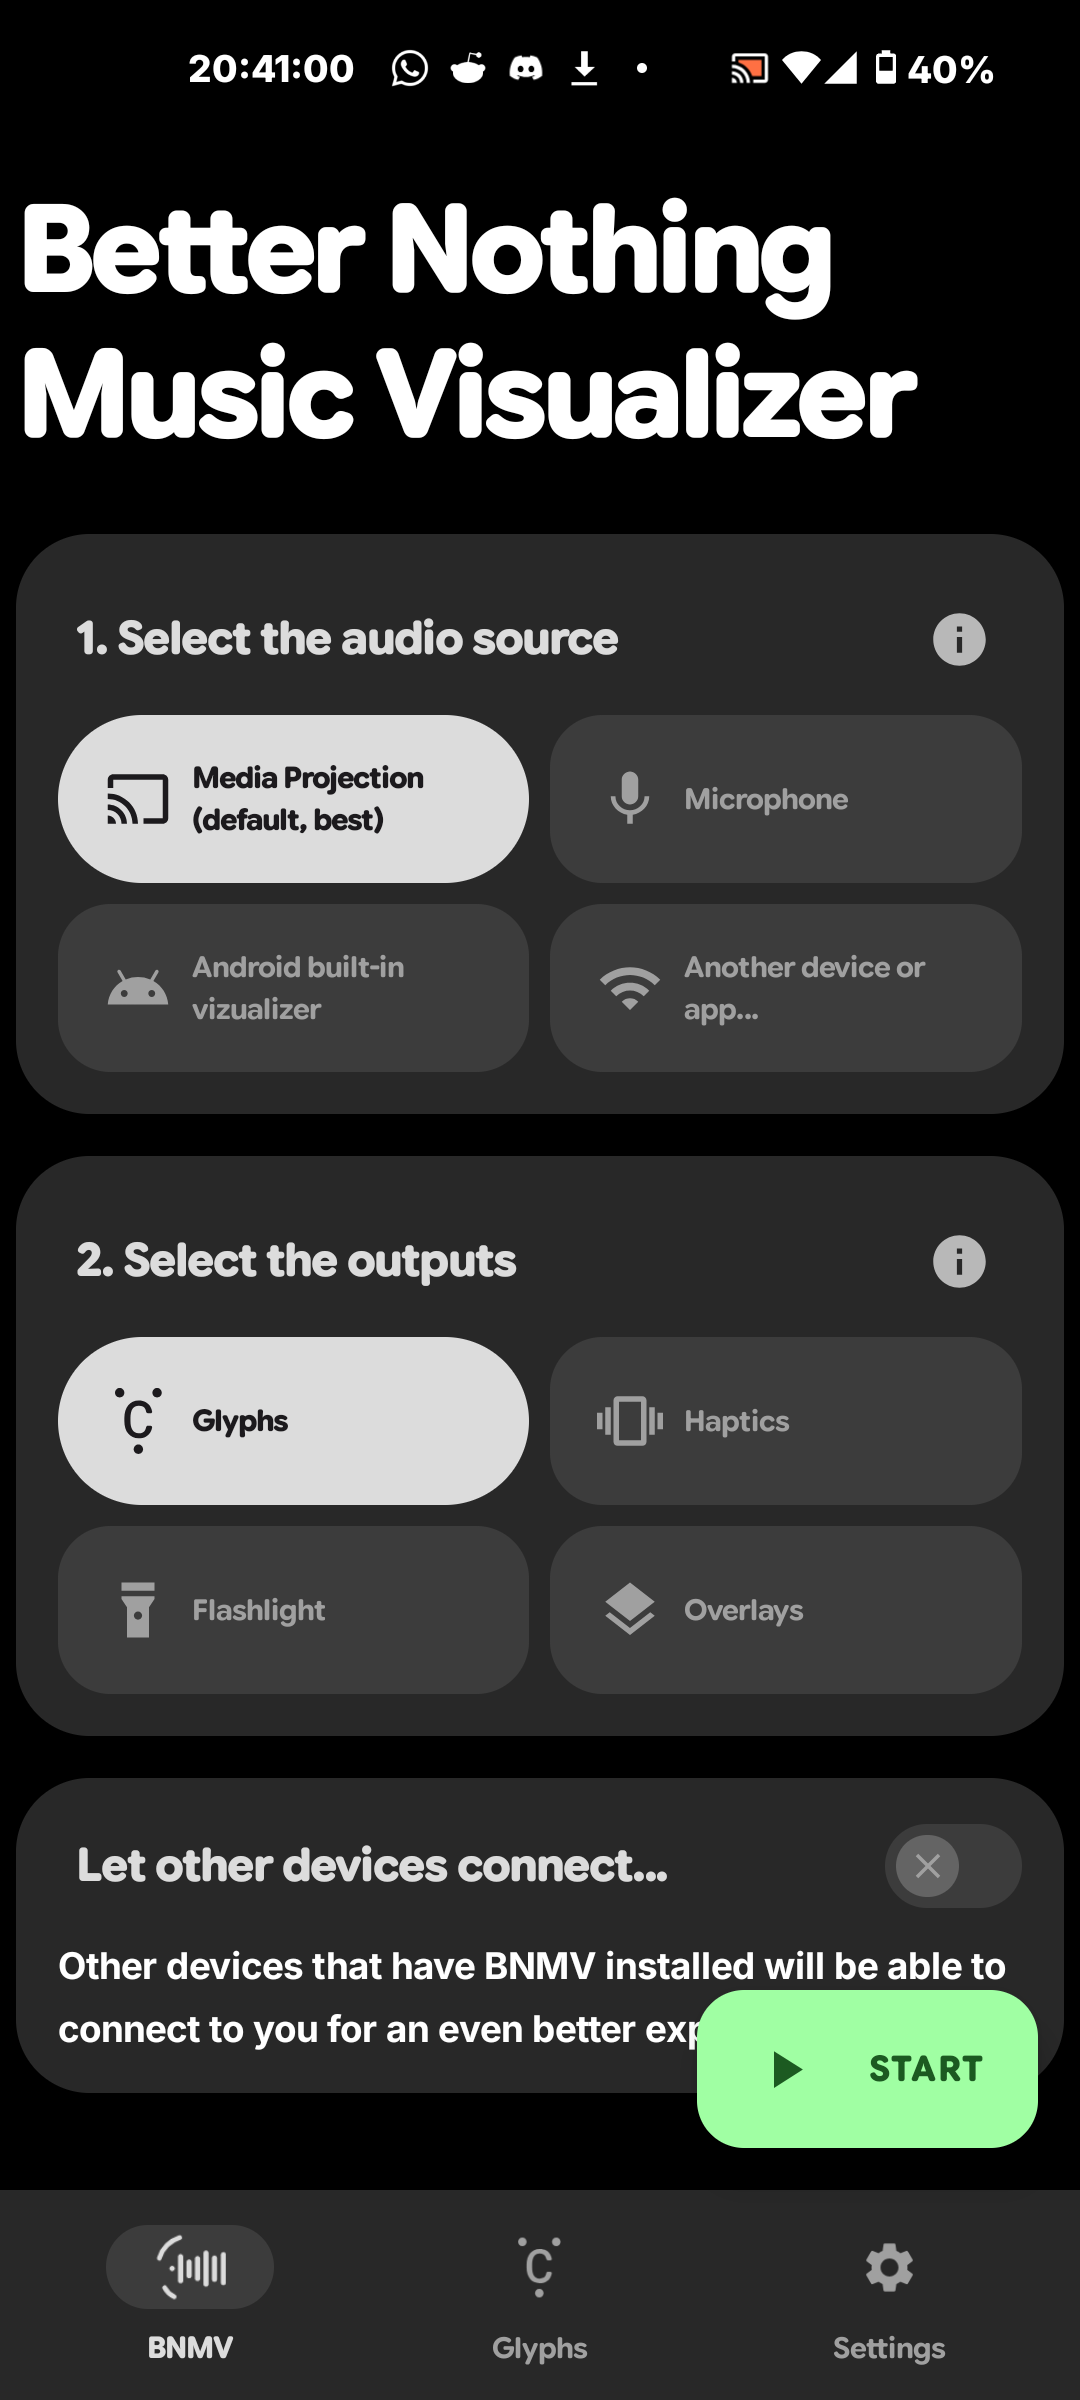 20:41:00 40%
Better Nothing
Music Visualizer
1. Select the audio source
Media Projection
(default, best)
Microphone
Android built-in
vizualizer
Another device or
app...
2. Select the outputs
Glyphs
Haptics
Flashlight
Overlays
Let other devices connect...
Other devices that have BNMV installed will be able to
connect to you for an even better
START
BNMV
Glyphs
Settings